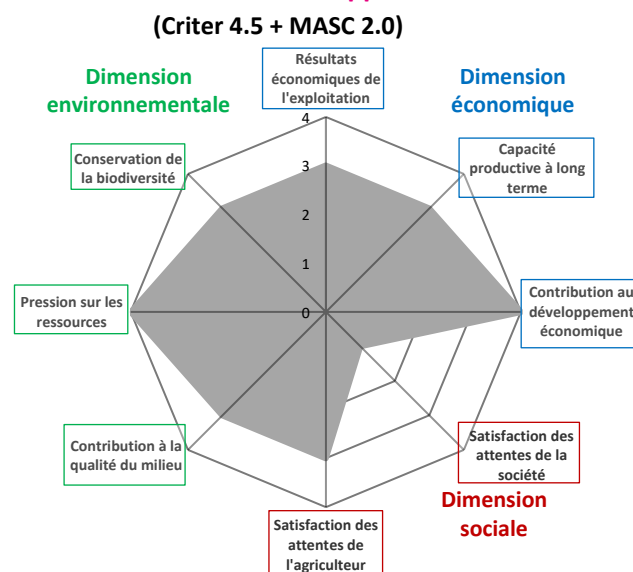 (Criter 4.5 + MASC 2.0)
Dimension
environnementale
Résultats
économiques de
l'exploitation
Dimension
économique
Conservation de
la biodiversité
Capacité
productive à long
terme
4
3
2
1
0
Pression sur les
ressources
Contribution au
développement
économique
Contribution à la
qualité du milieu
Satisfaction des
attentes de la
société
Satisfaction des
attentes de
l'agriculteur
Dimension
sociale